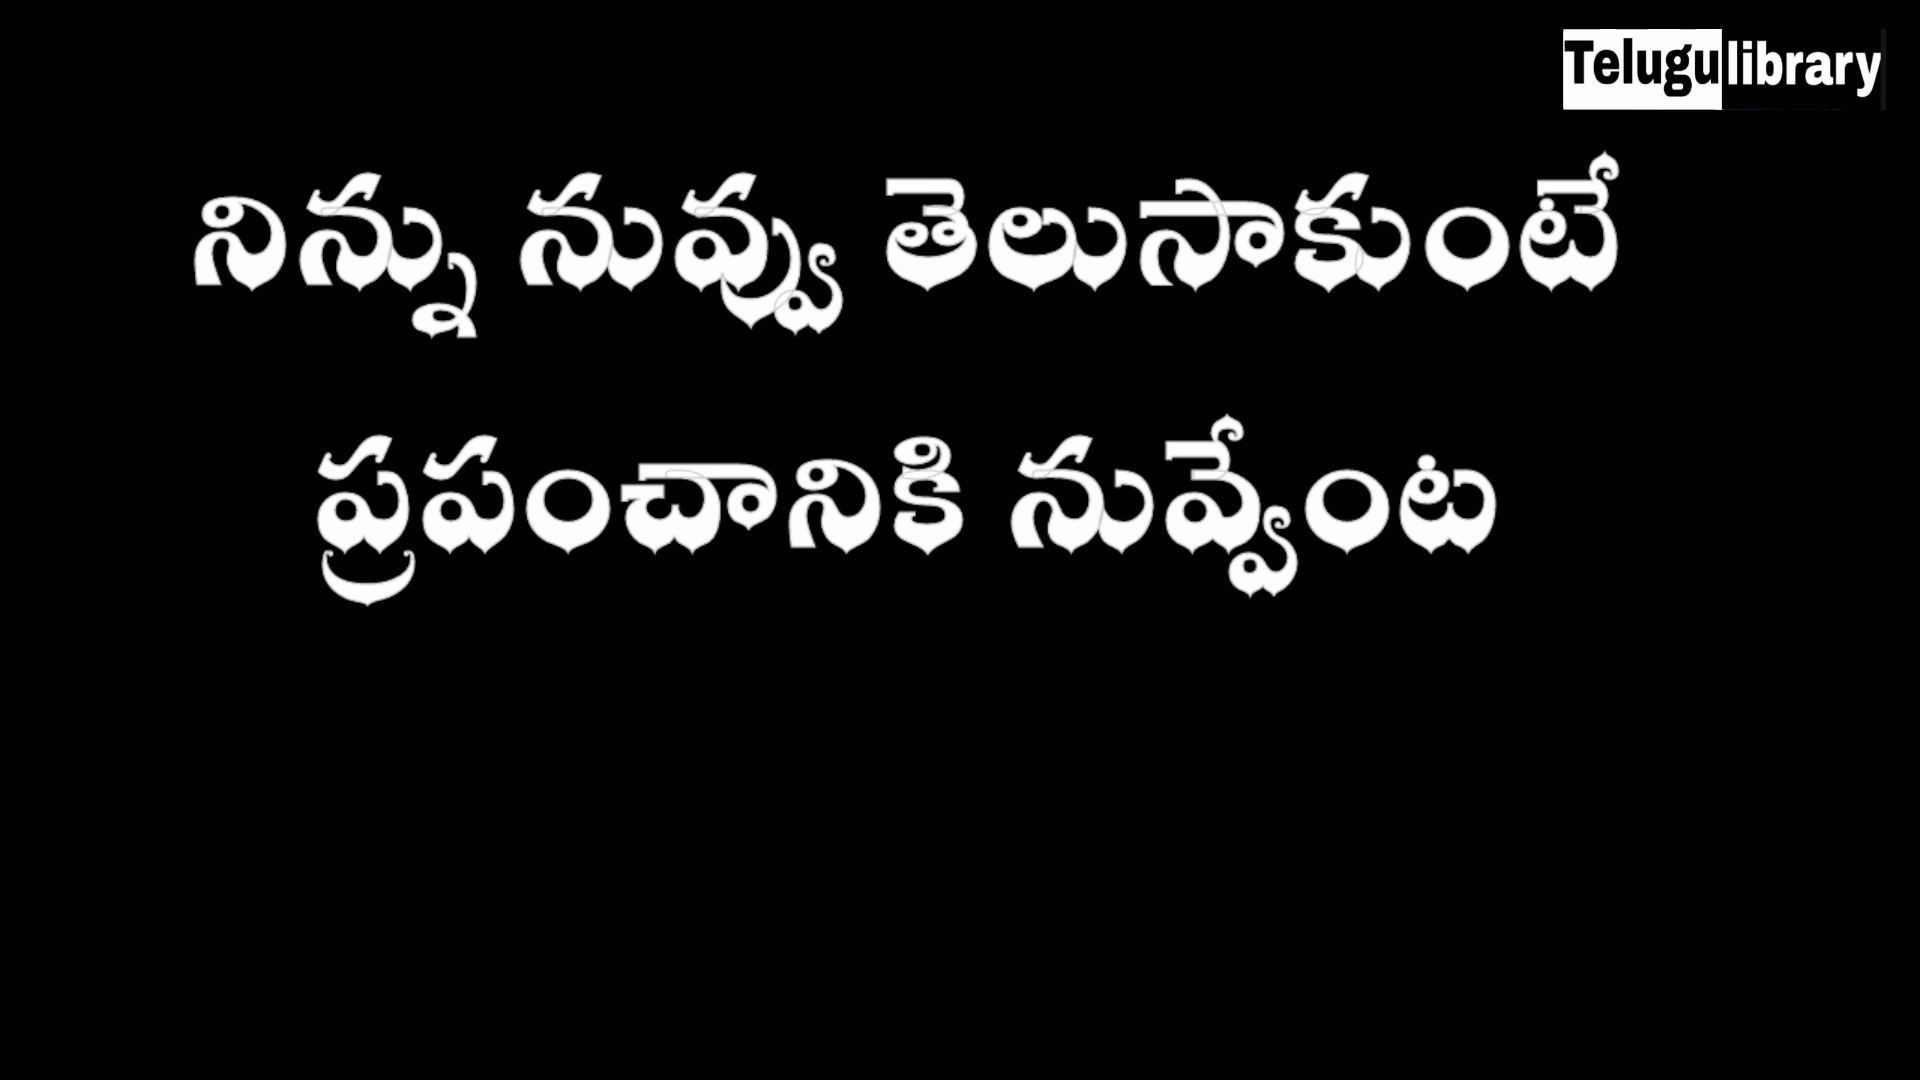 Telugulibrary
నిన్ను నువ్వు తెలుసాకుంటే
ప్రపంచానికి నువ్వేంట